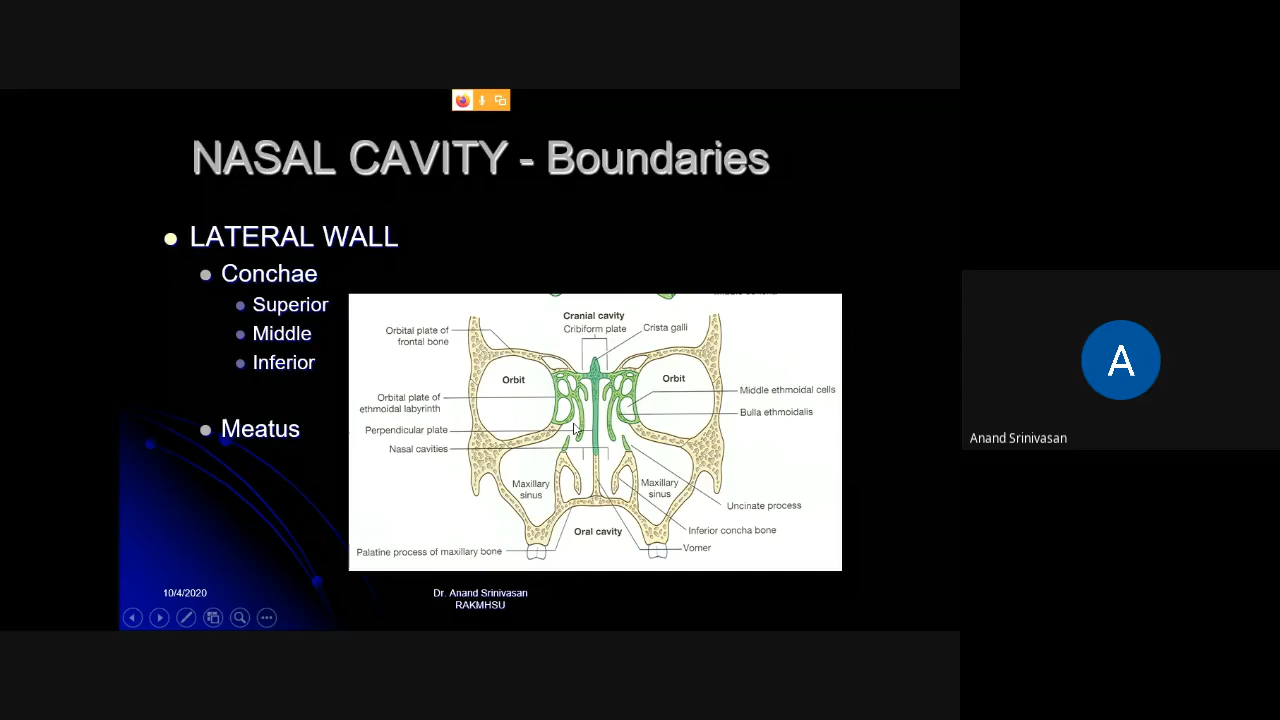 NASAL CAVITY - Boundaries
LATERAL WALL
Conchae
Superior
Middle
Inferior
Meatus
Cranial cavity
Cribiform plate
Crista galli
Orbital plate of
frontal bone
Orbit
Orbit
Orbital plate of
ethmoidal labyrinth
Middle ethmoidal cells
Bulla ethmoidalis
Perpendicular plate
Nasal cavities
Maxillary
sinus
Maxillary
sinus
Uncinate process
Oral cavity
Inferior concha bone
Palatine process of maxillary bone
Vomer
10/4/2020
Dr. Anand Srinivasan
RAKMHSU
A
Anand Srinivasan